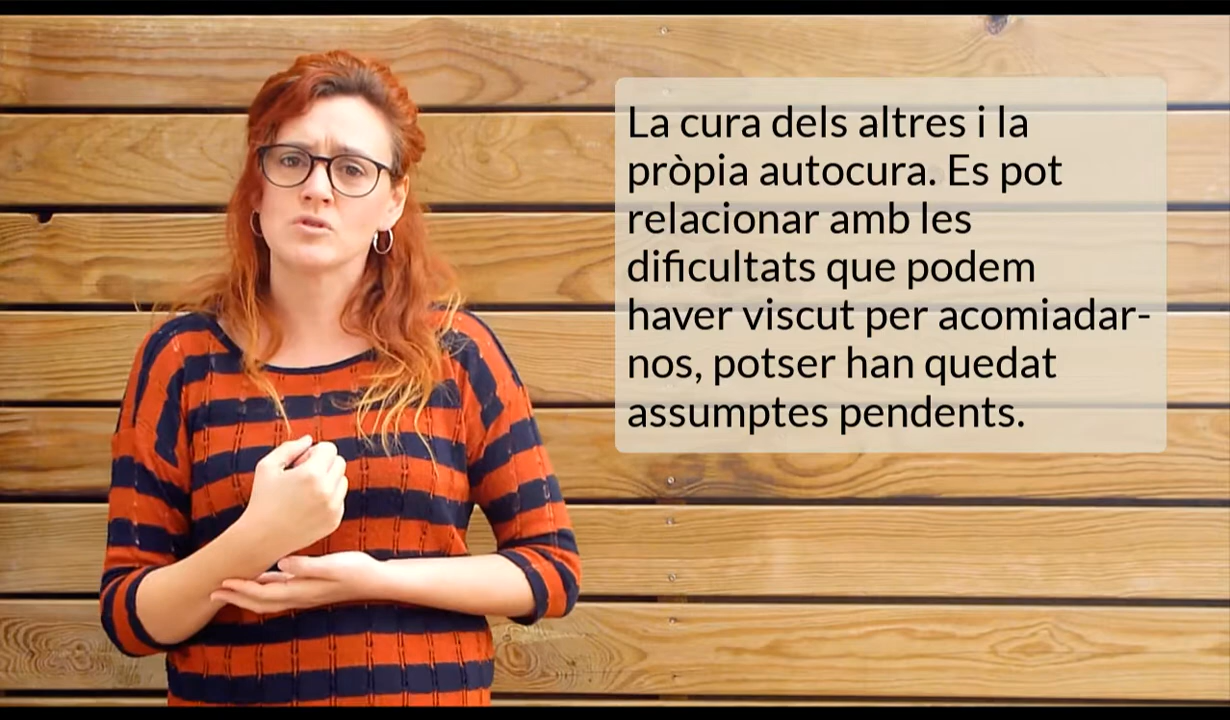 La cura dels altres i la
pròpia autocura. Es pot
relacionar amb les
dificultats que podem
haver viscut per acomiadar-
nos, potser han quedat
assumptes pendents.